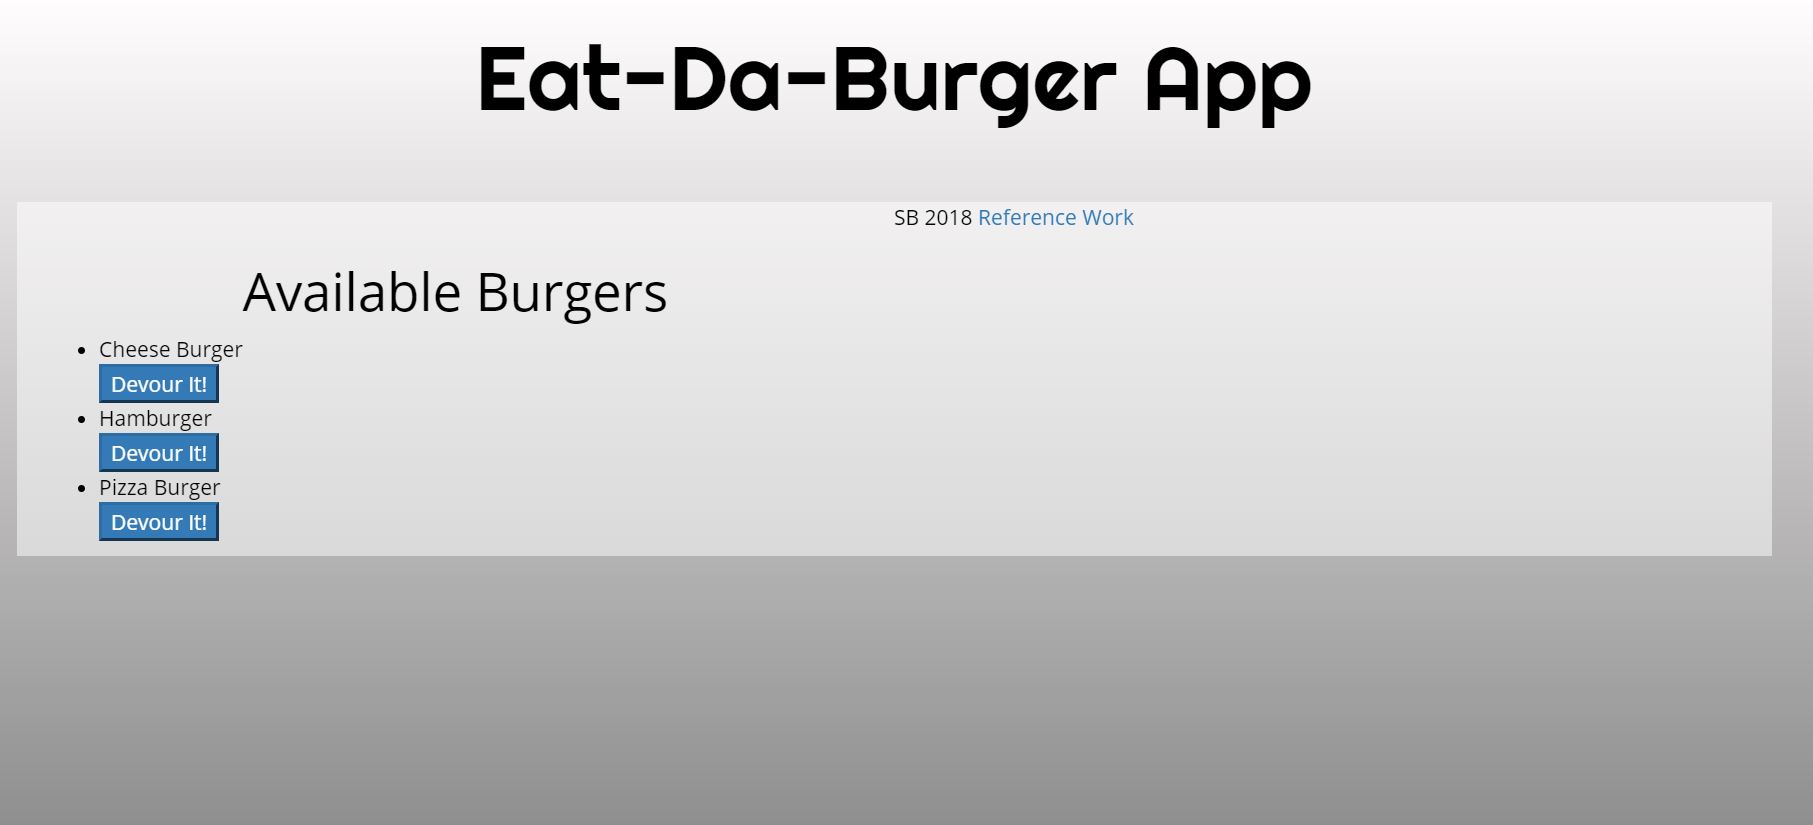 Eat-Da-Burger App
SB 2018 Reference Work
Available Burgers
Cheese Burger
Devour It!
Hamburger
Devour It!
Pizza Burger
Devour It!